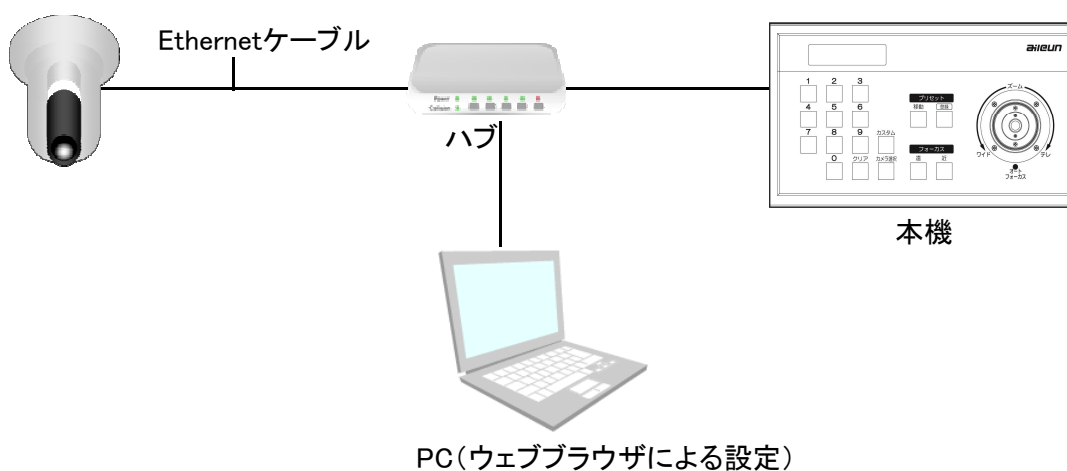 Ethernetケーブル
aileun
ズーム
1 2 3
プリセット
移動 登録
4 5 6
7 8 9 カスタム
フォーカス
ワイド テレ
0 クリア カメラ選択 遠 近
オート
フォーカス
Power
Collision
ハブ
本機
PC(ウェブブラウザによる設定)